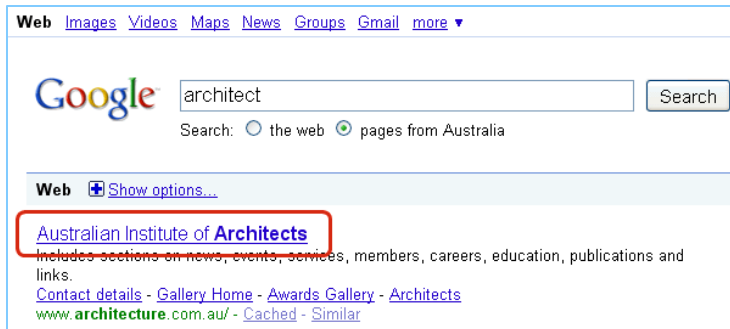 Web Images Videos Maps News Groups Gmail more ▼
Google architect Search
Search: the web pages from Australia
Web Show options...
Australian Institute of Architects
Includes sections on news, events, services, members, careers, education, publications and
links.
Contact details - Gallery Home - Awards Gallery - Architects
www.architecture.com.au/ - Cached - Similar